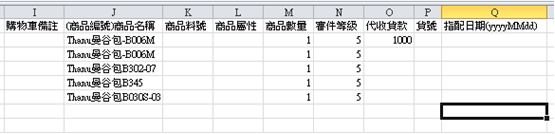 I J K L M N O P Q
購物車備註 (商品編號)商品名稱 商品料號 商品屬性 商品數量 審件等級 代收貨款 貨號 指配日期(yyyyMMdd)
Thanu曼谷包-B006M 1 5 1000
Thanu曼谷包-B006M 1 5
Thanu曼谷包B302-07 1 5
Thanu曼谷包B345 1 5
Thanu曼谷包B0308-03 1 5